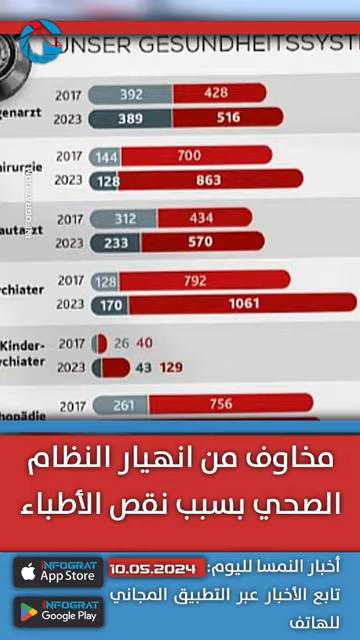 INFOGRAT
UNSER GESUNDHEITSSYST
genarzt
2017 392 428
2023 389 516
hirurgie
2017 144 700
2023 128 863
autarzt
2017 312 434
2023 233 570
ychiater
2017 128 792
2023 170 1061
Kinder-
ychiater
2017 26 40
2023 43 129
hopädie
2017 261 756
مخاوف من انهيار النظام
الصحي بسبب نقص الأطباء
أخبار النمسا لليوم: 10.05.2024
تابع الأخبار عبر التطبيق المجاني
للهاتف
INFOGRAT
App Store
INFOGRAT
Google Play